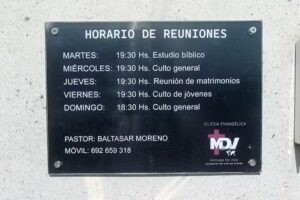 HORARIO DE REUNIONES
MARTES: 19:30 Hs. Estudio bíblico
MIÉRCOLES: 19:30 Hs. Culto general
JUEVES: 19:30 Hs. Reunión de matrimonios
VIERNES: 19:30 Hs. Culto de jóvenes
DOMINGO: 18:30 Hs. Culto general
PASTOR: BALTASAR MORENO
MÓVIL: 692 659 318
IGLESIA EVANGÉLICA
MDV